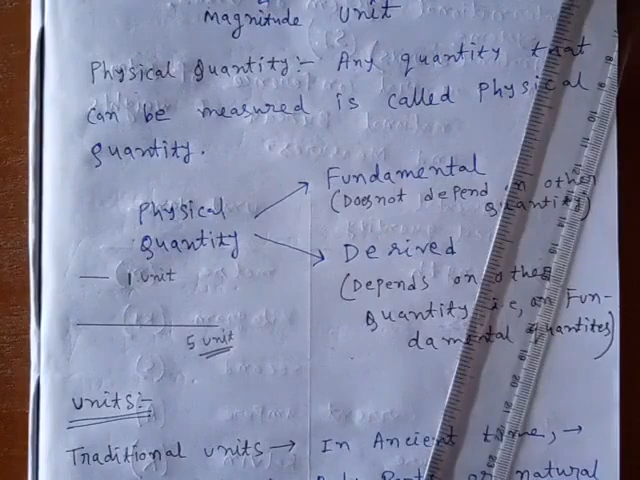 Magnitude Unit
Physical Quantity:- Any quantity that
can be measured is called physical
quantity.
Physical Quantity
Fundamental
(Does not depend on other
quantity)
Derived
(Depends on other
Quantity i.e, on Fun-
damental quantites)
1 unit
5 unit
Units:-
Traditional units → In Ancient time, →
or natural